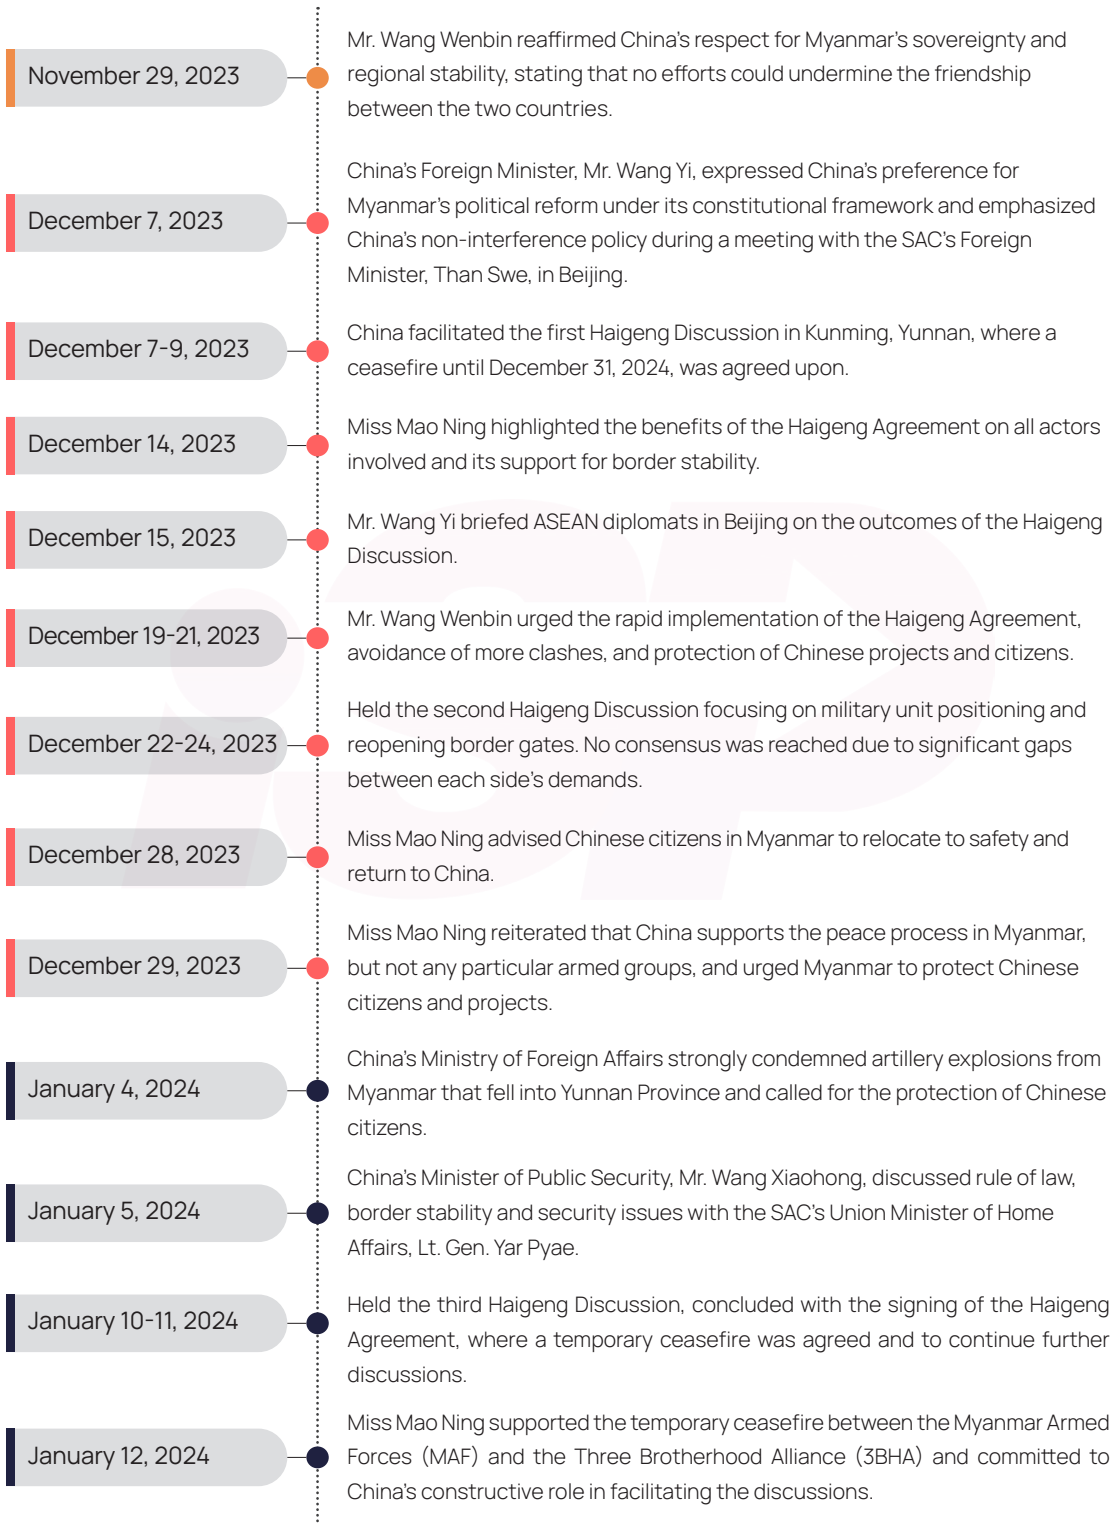 November 29, 2023
Mr. Wang Wenbin reaffirmed China's respect for Myanmar's sovereignty and
regional stability, stating that no efforts could undermine the friendship
between the two countries.
December 7, 2023
China's Foreign Minister, Mr. Wang Yi, expressed China's preference for
Myanmar's political reform under its constitutional framework and emphasized
China's non-interference policy during a meeting with the SAC's Foreign
Minister, Than Swe, in Beijing.
December 7-9, 2023
China facilitated the first Haigeng Discussion in Kunming, Yunnan, where a
ceasefire until December 31, 2024, was agreed upon.
December 14, 2023
Miss Mao Ning highlighted the benefits of the Haigeng Agreement on all actors
involved and its support for border stability.
December 15, 2023
Mr. Wang Yi briefed ASEAN diplomats in Beijing on the outcomes of the Haigeng
Discussion.
December 19-21, 2023
Mr. Wang Wenbin urged the rapid implementation of the Haigeng Agreement,
avoidance of more clashes, and protection of Chinese projects and citizens.
December 22-24, 2023
Held the second Haigeng Discussion focusing on military unit positioning and
reopening border gates. No consensus was reached due to significant gaps
between each side's demands.
December 28, 2023
Miss Mao Ning advised Chinese citizens in Myanmar to relocate to safety and
return to China.
December 29, 2023
Miss Mao Ning reiterated that China supports the peace process in Myanmar,
but not any particular armed groups, and urged Myanmar to protect Chinese
citizens and projects.
January 4, 2024
China's Ministry of Foreign Affairs strongly condemned artillery explosions from
Myanmar that fell into Yunnan Province and called for the protection of Chinese
citizens.
January 5, 2024
China's Minister of Public Security, Mr. Wang Xiaohong, discussed rule of law,
border stability and security issues with the SAC's Union Minister of Home
Affairs, Lt. Gen. Yar Pyae.
January 10-11, 2024
Held the third Haigeng Discussion, concluded with the signing of the Haigeng
Agreement, where a temporary ceasefire was agreed and to continue further
discussions.
January 12, 2024
Miss Mao Ning supported the temporary ceasefire between the Myanmar Armed
Forces (MAF) and the Three Brotherhood Alliance (3BHA) and committed to
China's constructive role in facilitating the discussions.
iSP